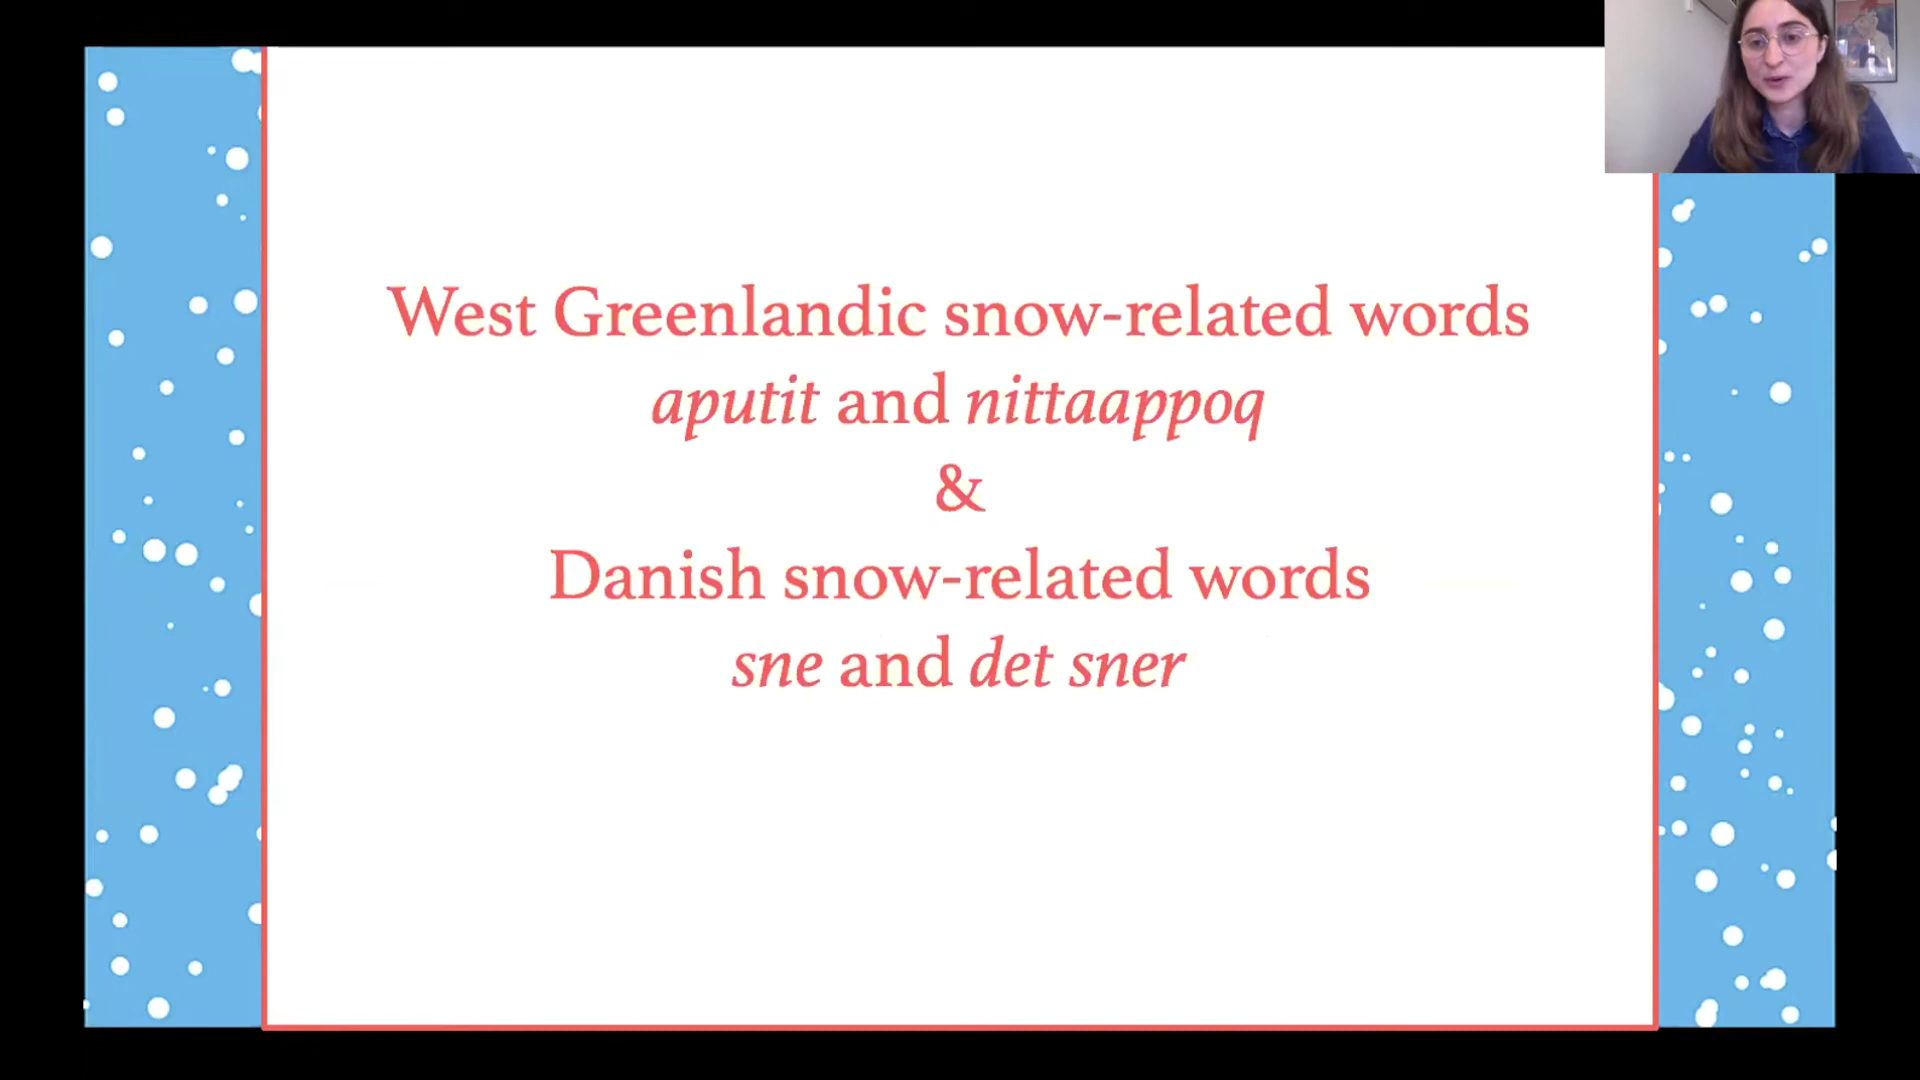 West Greenlandic snow-related words
aputit and nittaappoq
&
Danish snow-related words
sne and det sner